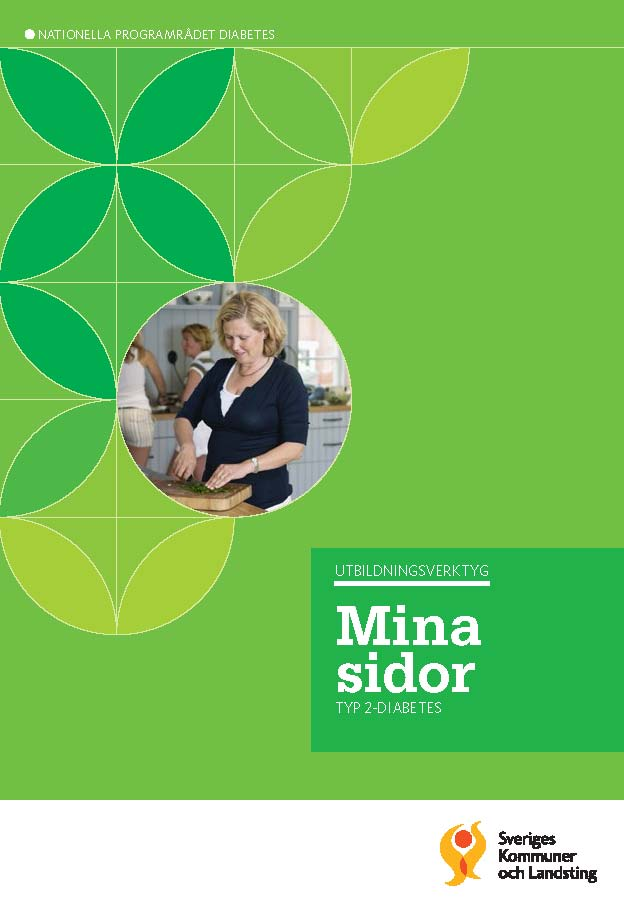 NATIONELLA PROGRAMRÅDET DIABETES
UTBILDNINGSVERKTYG
Mina
sidor
TYP 2-DIABETES
Sveriges
Kommuner
och Landsting